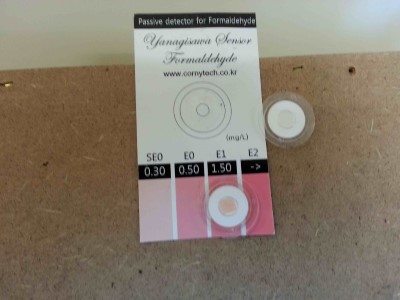 Passive detector for Formaldehyde
Yanagisawa Sensor
Formaldehyde
www.cornytech.co.kr
(mg/L)
SE0 E0 E1 E2
0.30 0.50 1.50 ->